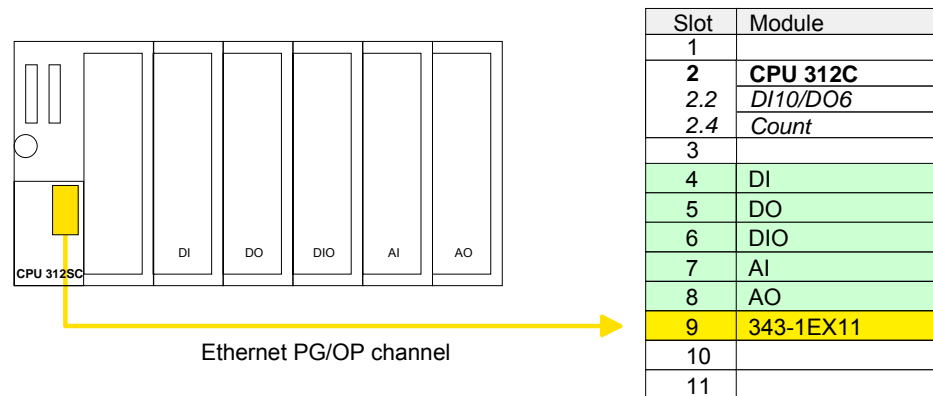 DI DO DIO AI AO
CPU 312SC
Ethernet PG/OP channel
Slot Module
1
2 CPU 312C
2.2 DI10/DO6
2.4 Count
3
4 DI
5 DO
6 DIO
7 AI
8 AO
9 343-1EX11
10
11